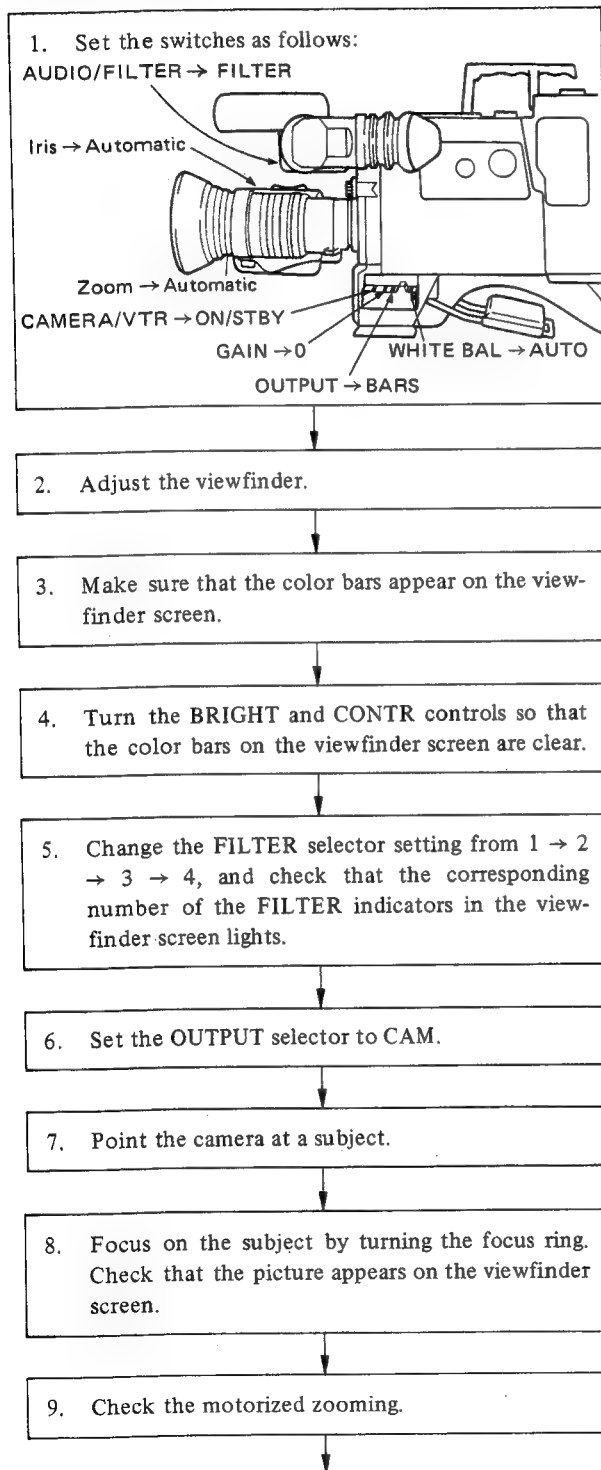 1. Set the switches as follows:
AUDIO/FILTER → FILTER
Iris → Automatic
Zoom → Automatic
CAMERA/VTR → ON/STBY
GAIN → 0
WHITE BAL → AUTO
OUTPUT → BARS
2. Adjust the viewfinder.
3. Make sure that the color bars appear on the view-
finder screen.
4. Turn the BRIGHT and CONTR controls so that
the color bars on the viewfinder screen are clear.
5. Change the FILTER selector setting from 1 → 2
→ 3 → 4, and check that the corresponding
number of the FILTER indicators in the view-
finder screen lights.
6. Set the OUTPUT selector to CAM.
7. Point the camera at a subject.
8. Focus on the subject by turning the focus ring.
Check that the picture appears on the viewfinder
screen.
9. Check the motorized zooming.